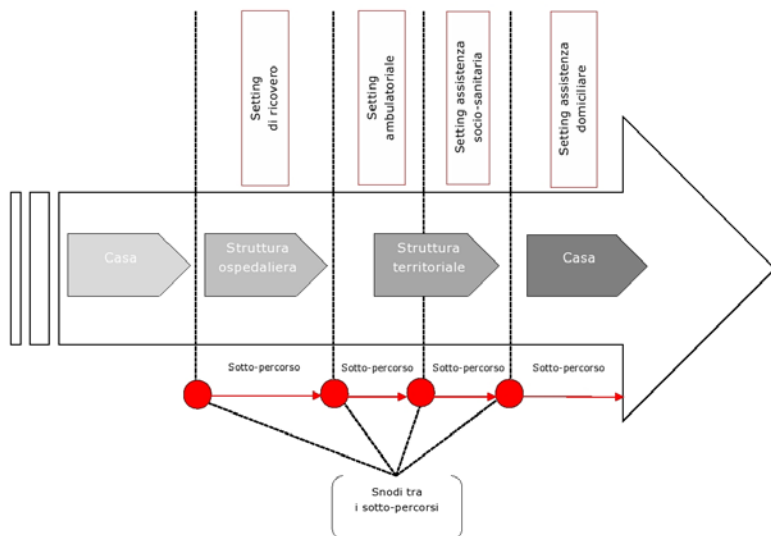 Setting
di ricovero
Setting
ambulatoriale
Setting assistenza
socio-sanitaria
Setting assistenza
domiciliare
Casa
Struttura
ospedaliera
Struttura
territoriale
Casa
Sotto-percorso
Sotto-percorso
Sotto-percorso
Sotto-percorso
Snodi tra
i sotto-percorsi